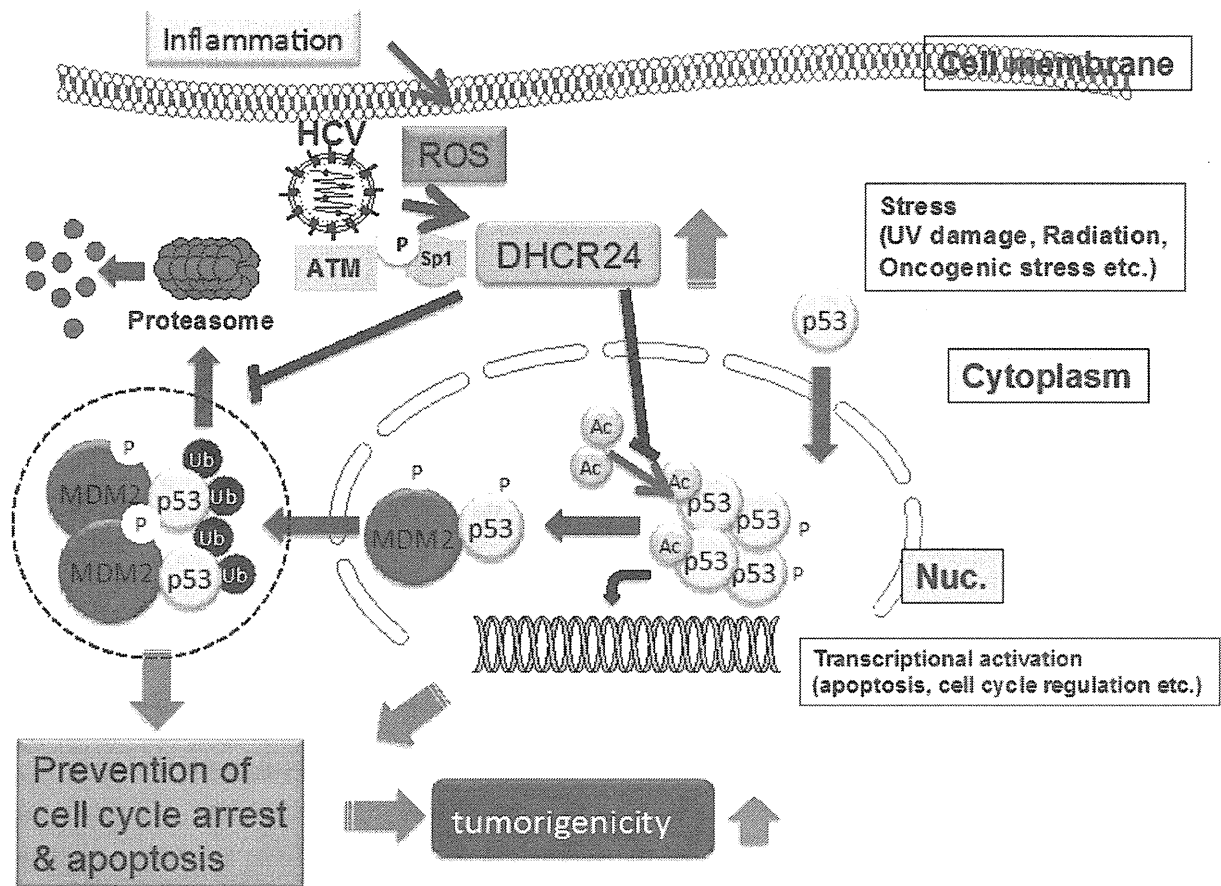 Inflammation
Cell membrane
HCV
ROS
Stress
(UV damage, Radiation,
Oncogenic stress etc.)
P
ATM
Sp1
DHCR24
Proteasome
p53
Cytoplasm
Ac
Ac
P
Ub
MDM2
p53
Ub
P
Ub
MDM2
p53
Ub
P
P
MDM2
p53
Ac
p53
p53
P
Ac
p53
p53
P
Nuc.
Transcriptional activation
(apoptosis, cell cycle regulation etc.)
Prevention of
cell cycle arrest
& apoptosis
tumorigenicity